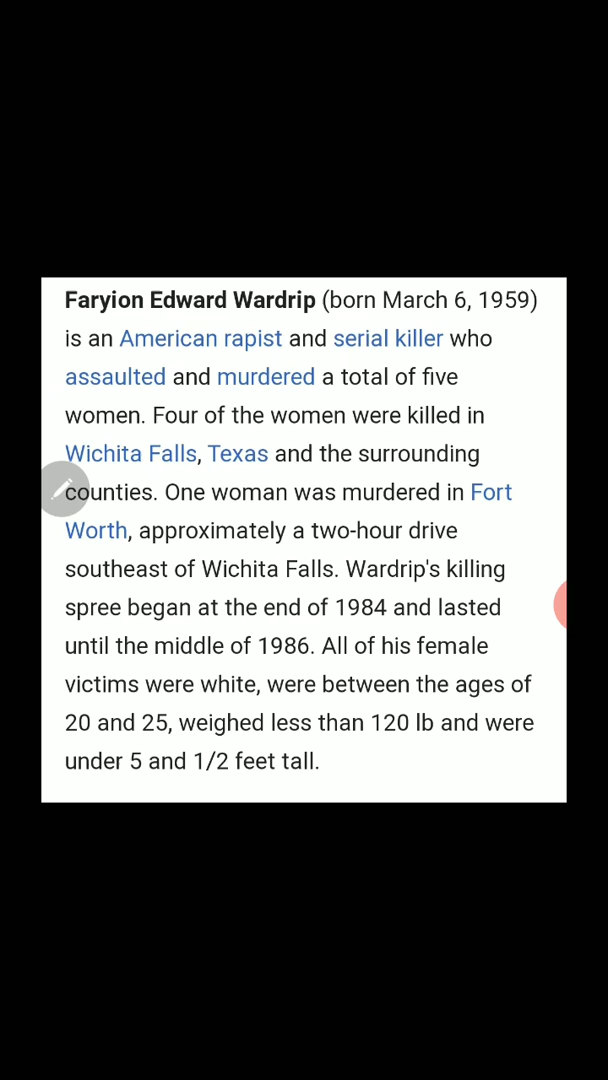 Faryion Edward Wardrip (born March 6, 1959)
is an American rapist and serial killer who
assaulted and murdered a total of five
women. Four of the women were killed in
Wichita Falls, Texas and the surrounding
counties. One woman was murdered in Fort
Worth, approximately a two-hour drive
southeast of Wichita Falls. Wardrip's killing
spree began at the end of 1984 and lasted
until the middle of 1986. All of his female
victims were white, were between the ages of
20 and 25, weighed less than 120 lb and were
under 5 and 1/2 feet tall.